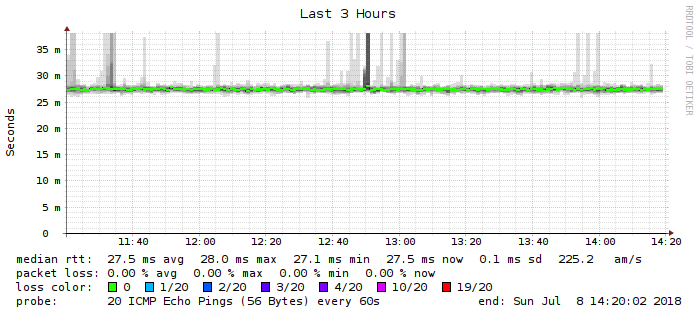 Last 3 Hours
RRDTOOL / TOBI OETIKER
Seconds
35 m
30 m
25 m
20 m
15 m
10 m
5 m
0
11:40 12:00 12:20 12:40 13:00 13:20 13:40 14:00 14:20
median rtt: 27.5 ms avg 28.0 ms max 27.1 ms min 27.5 ms now 0.1 ms sd 225.2 am/s
packet loss: 0.00 % avg 0.00 % max 0.00 % min 0.00 % now
loss color: 0 1/20 2/20 3/20 4/20 10/20 19/20
probe: 20 ICMP Echo Pings (56 Bytes) every 60s end: Sun Jul 8 14:20:02 2018